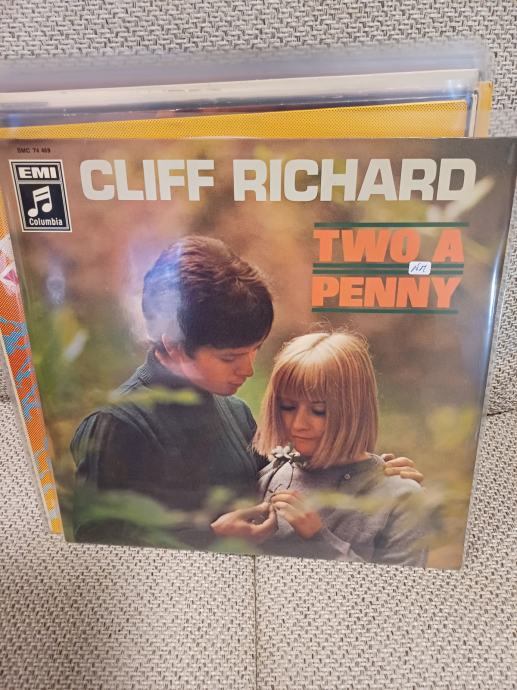 SMC 74 469
EMI
Columbia
CLIFF RICHARD
TWO A
PENNY